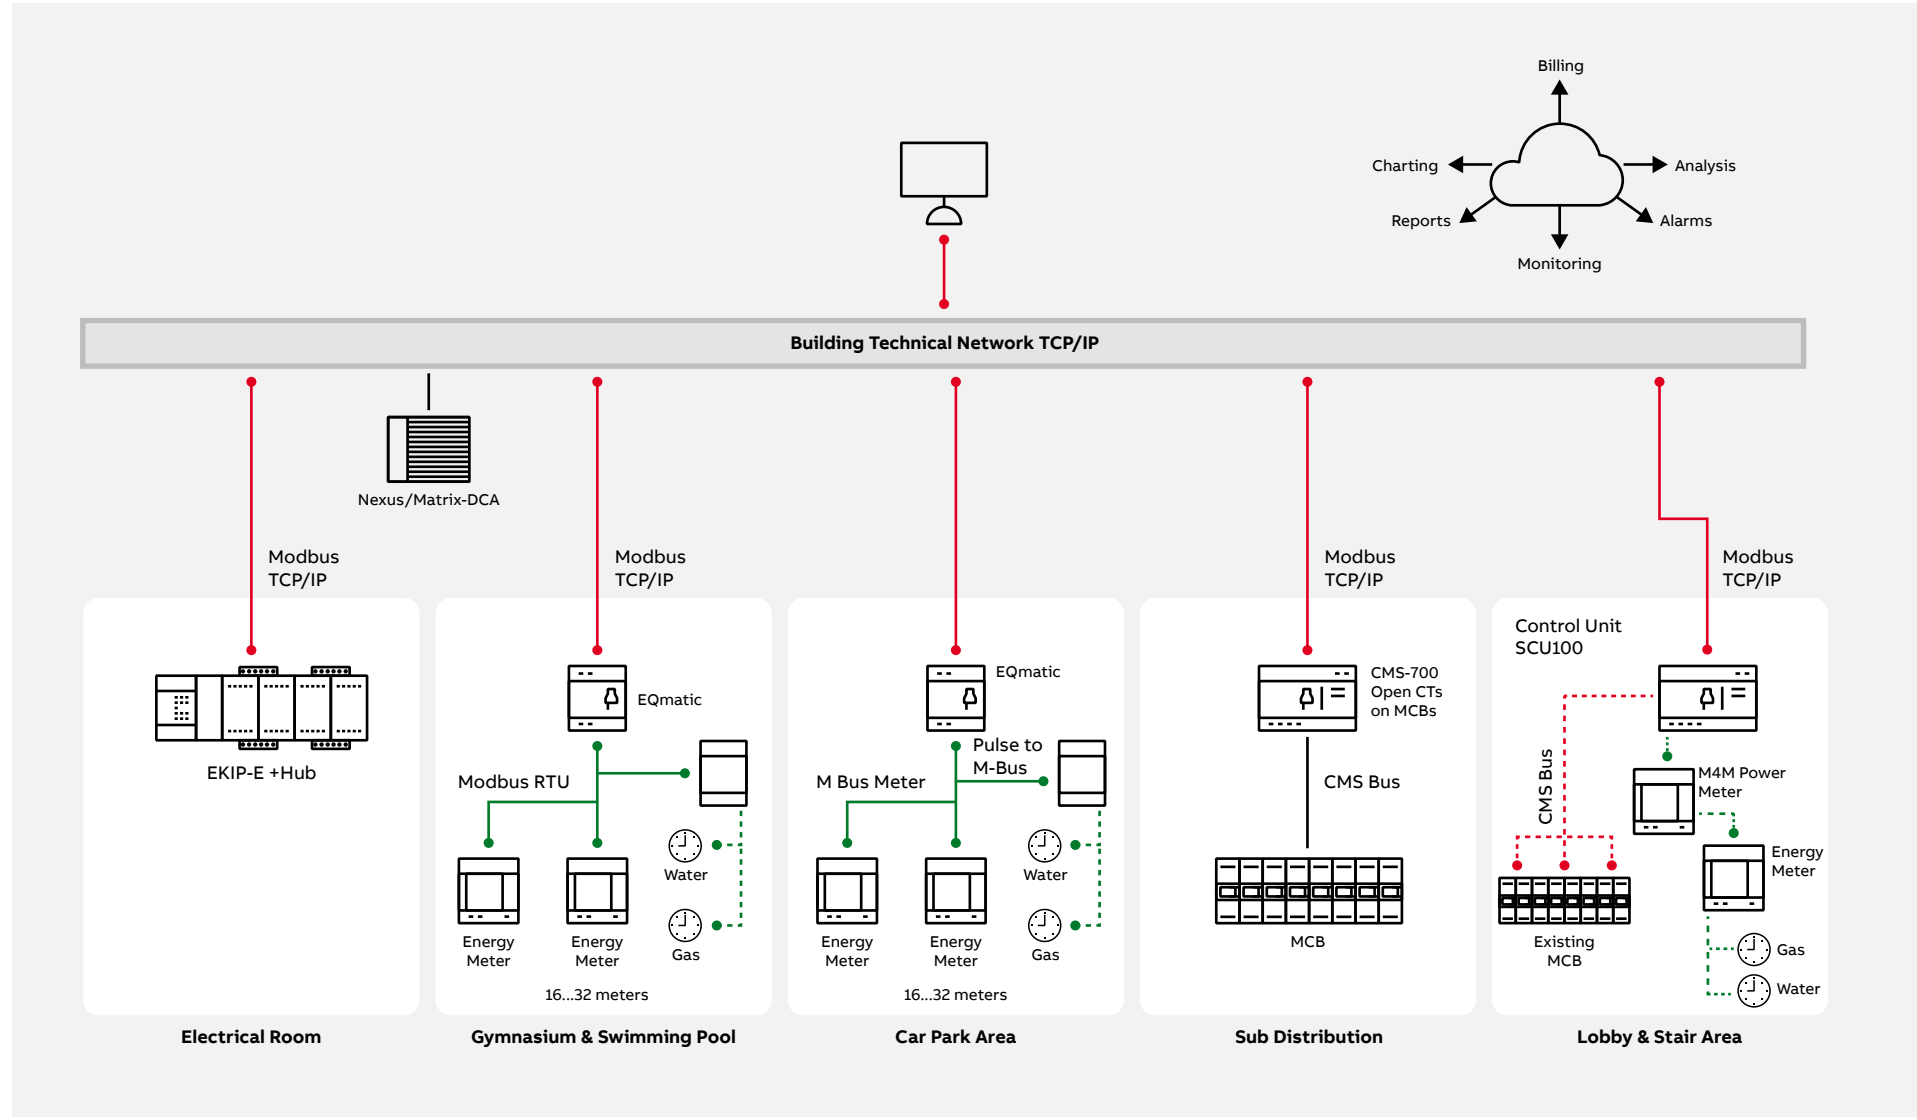 Billing
Charting
Analysis
Reports
Alarms
Monitoring
Building Technical Network TCP/IP
Nexus/Matrix-DCA
Modbus
TCP/IP
Modbus
TCP/IP
Modbus
TCP/IP
Modbus
TCP/IP
EKIP-E +Hub
Electrical Room
EQmatic
Modbus RTU
Water
Gas
Energy
Meter
Energy
Meter
16...32 meters
Gymnasium & Swimming Pool
EQmatic
Pulse to
M-Bus
M Bus Meter
Water
Gas
Energy
Meter
Energy
Meter
16...32 meters
Car Park Area
CMS-700
Open CTs
on MCBs
CMS Bus
MCB
Sub Distribution
Control Unit
SCU100
CMS Bus
M4M Power
Meter
Energy
Meter
Existing
MCB
Gas
Water
Lobby & Stair Area